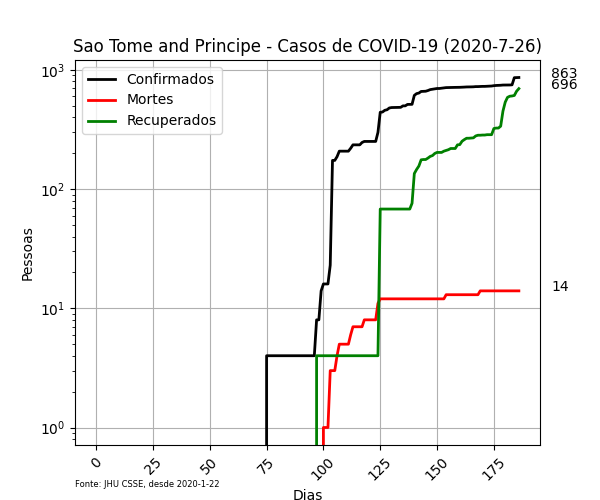 Sao Tome and Principe - Casos de COVID-19 (2020-7-26)
Confirmados
Mortes
Recuperados
10³
10²
10¹
10⁰
Pessoas
863
696
14
0
25
50
75
100
125
150
175
Dias
Fonte: JHU CSSE, desde 2020-1-22